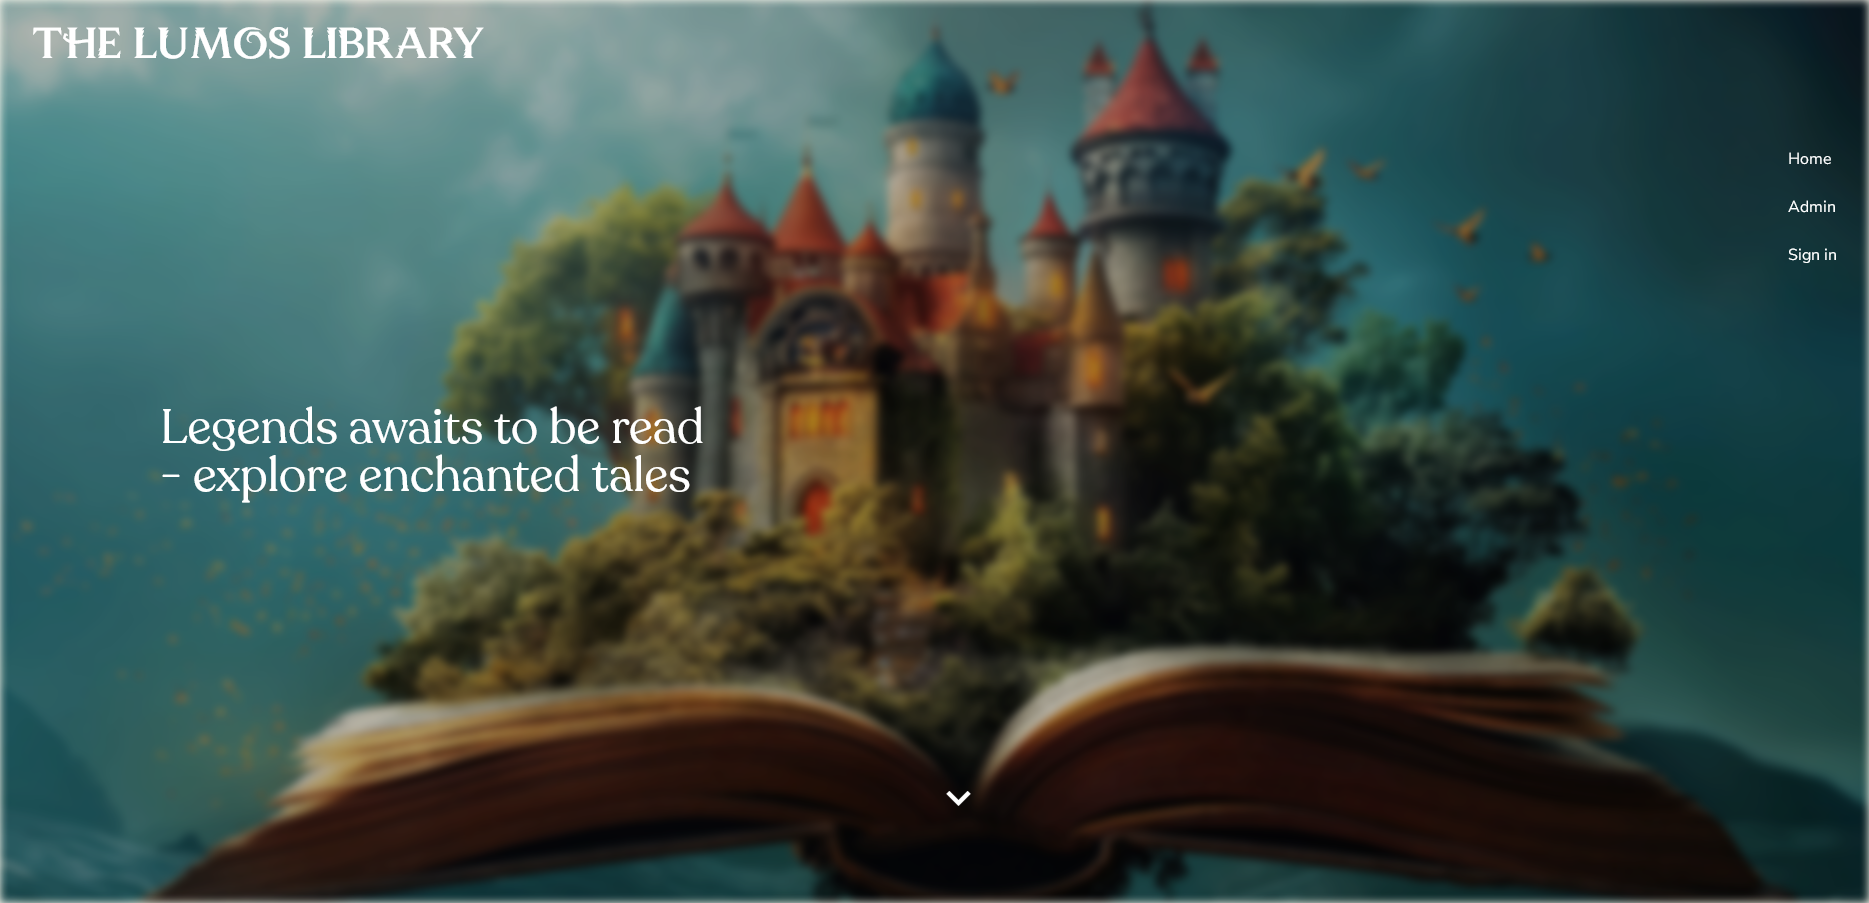 THE LUMOS LIBRARY
Home
Admin
Sign in
Legends awaits to be read
– explore enchanted tales